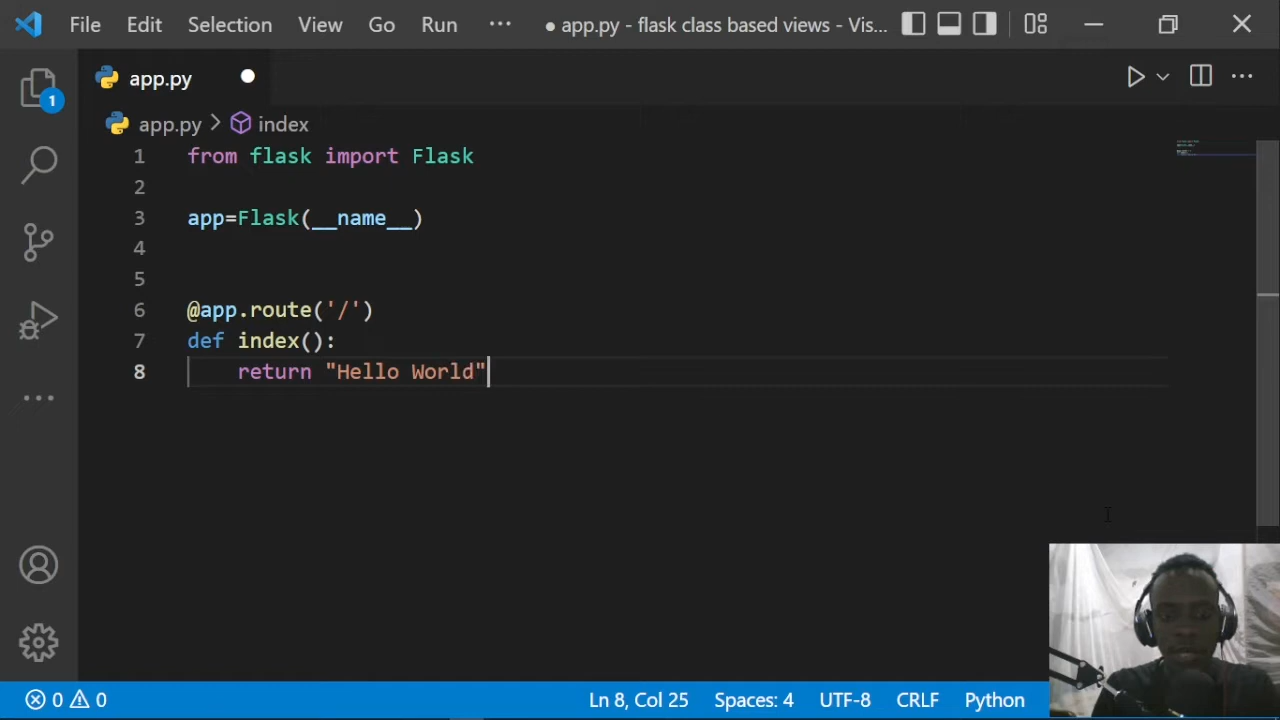 File Edit Selection View Go Run ··· ● app.py - flask class based views - Vis...
app.py
app.py > index
1 from flask import Flask
2
3 app=Flask(__name__)
4
5
6 @app.route('/')
7 def index():
8     return "Hello World"
1
0 0 Ln 8, Col 25 Spaces: 4 UTF-8 CRLF Python